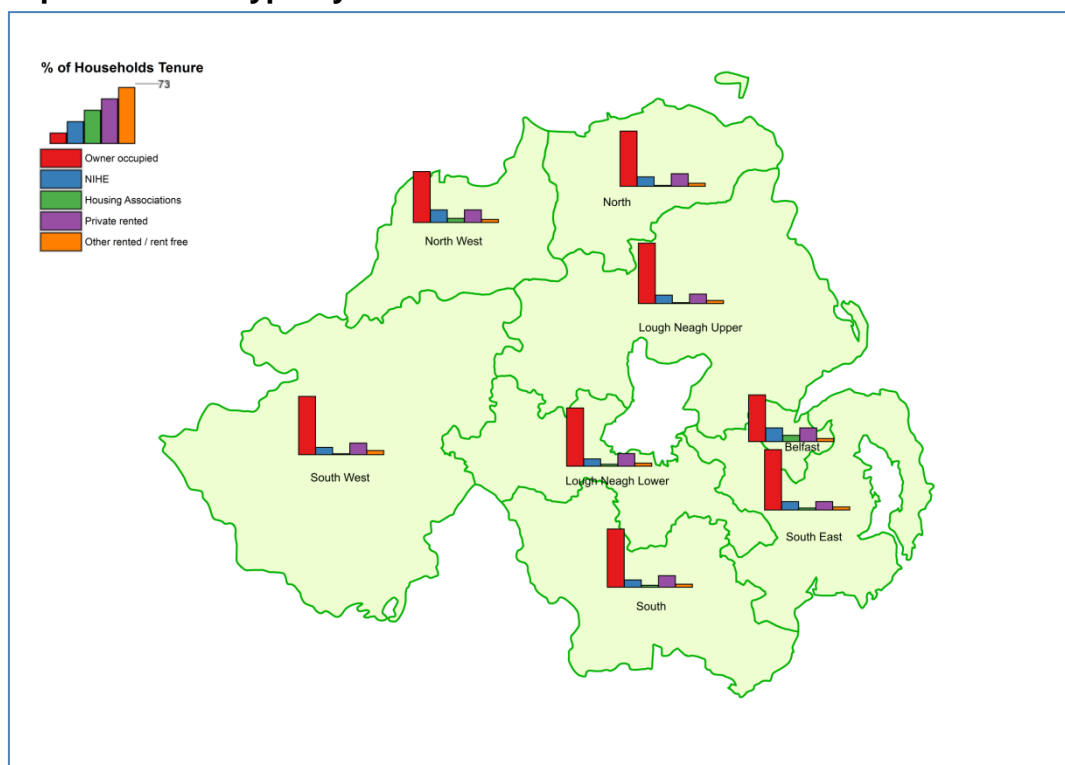 % of Households Tenure
73
Owner occupied
NIHE
Housing Associations
Private rented
Other rented / rent free
North
North West
Lough Neagh Upper
Belfast
South West
Lough Neagh Lower
South East
South